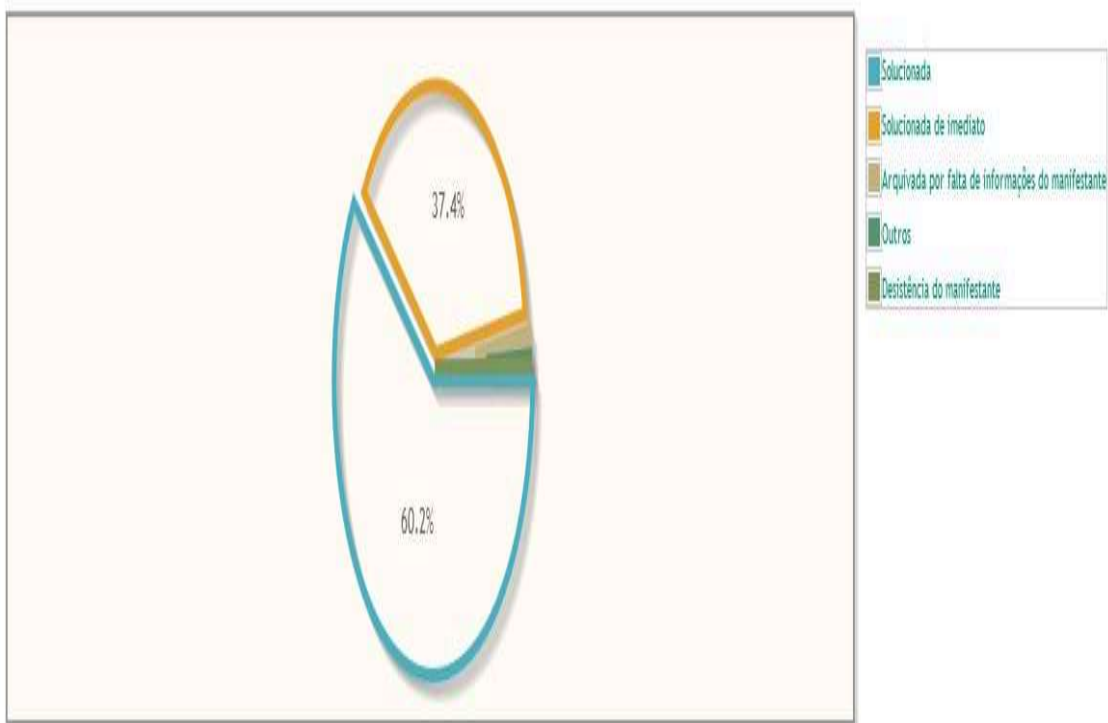 37.4%
60.2%
Solucionada
Solucionada de imediato
Arquivada por falta de informações do manifestante
Outros
Desistência do manifestante